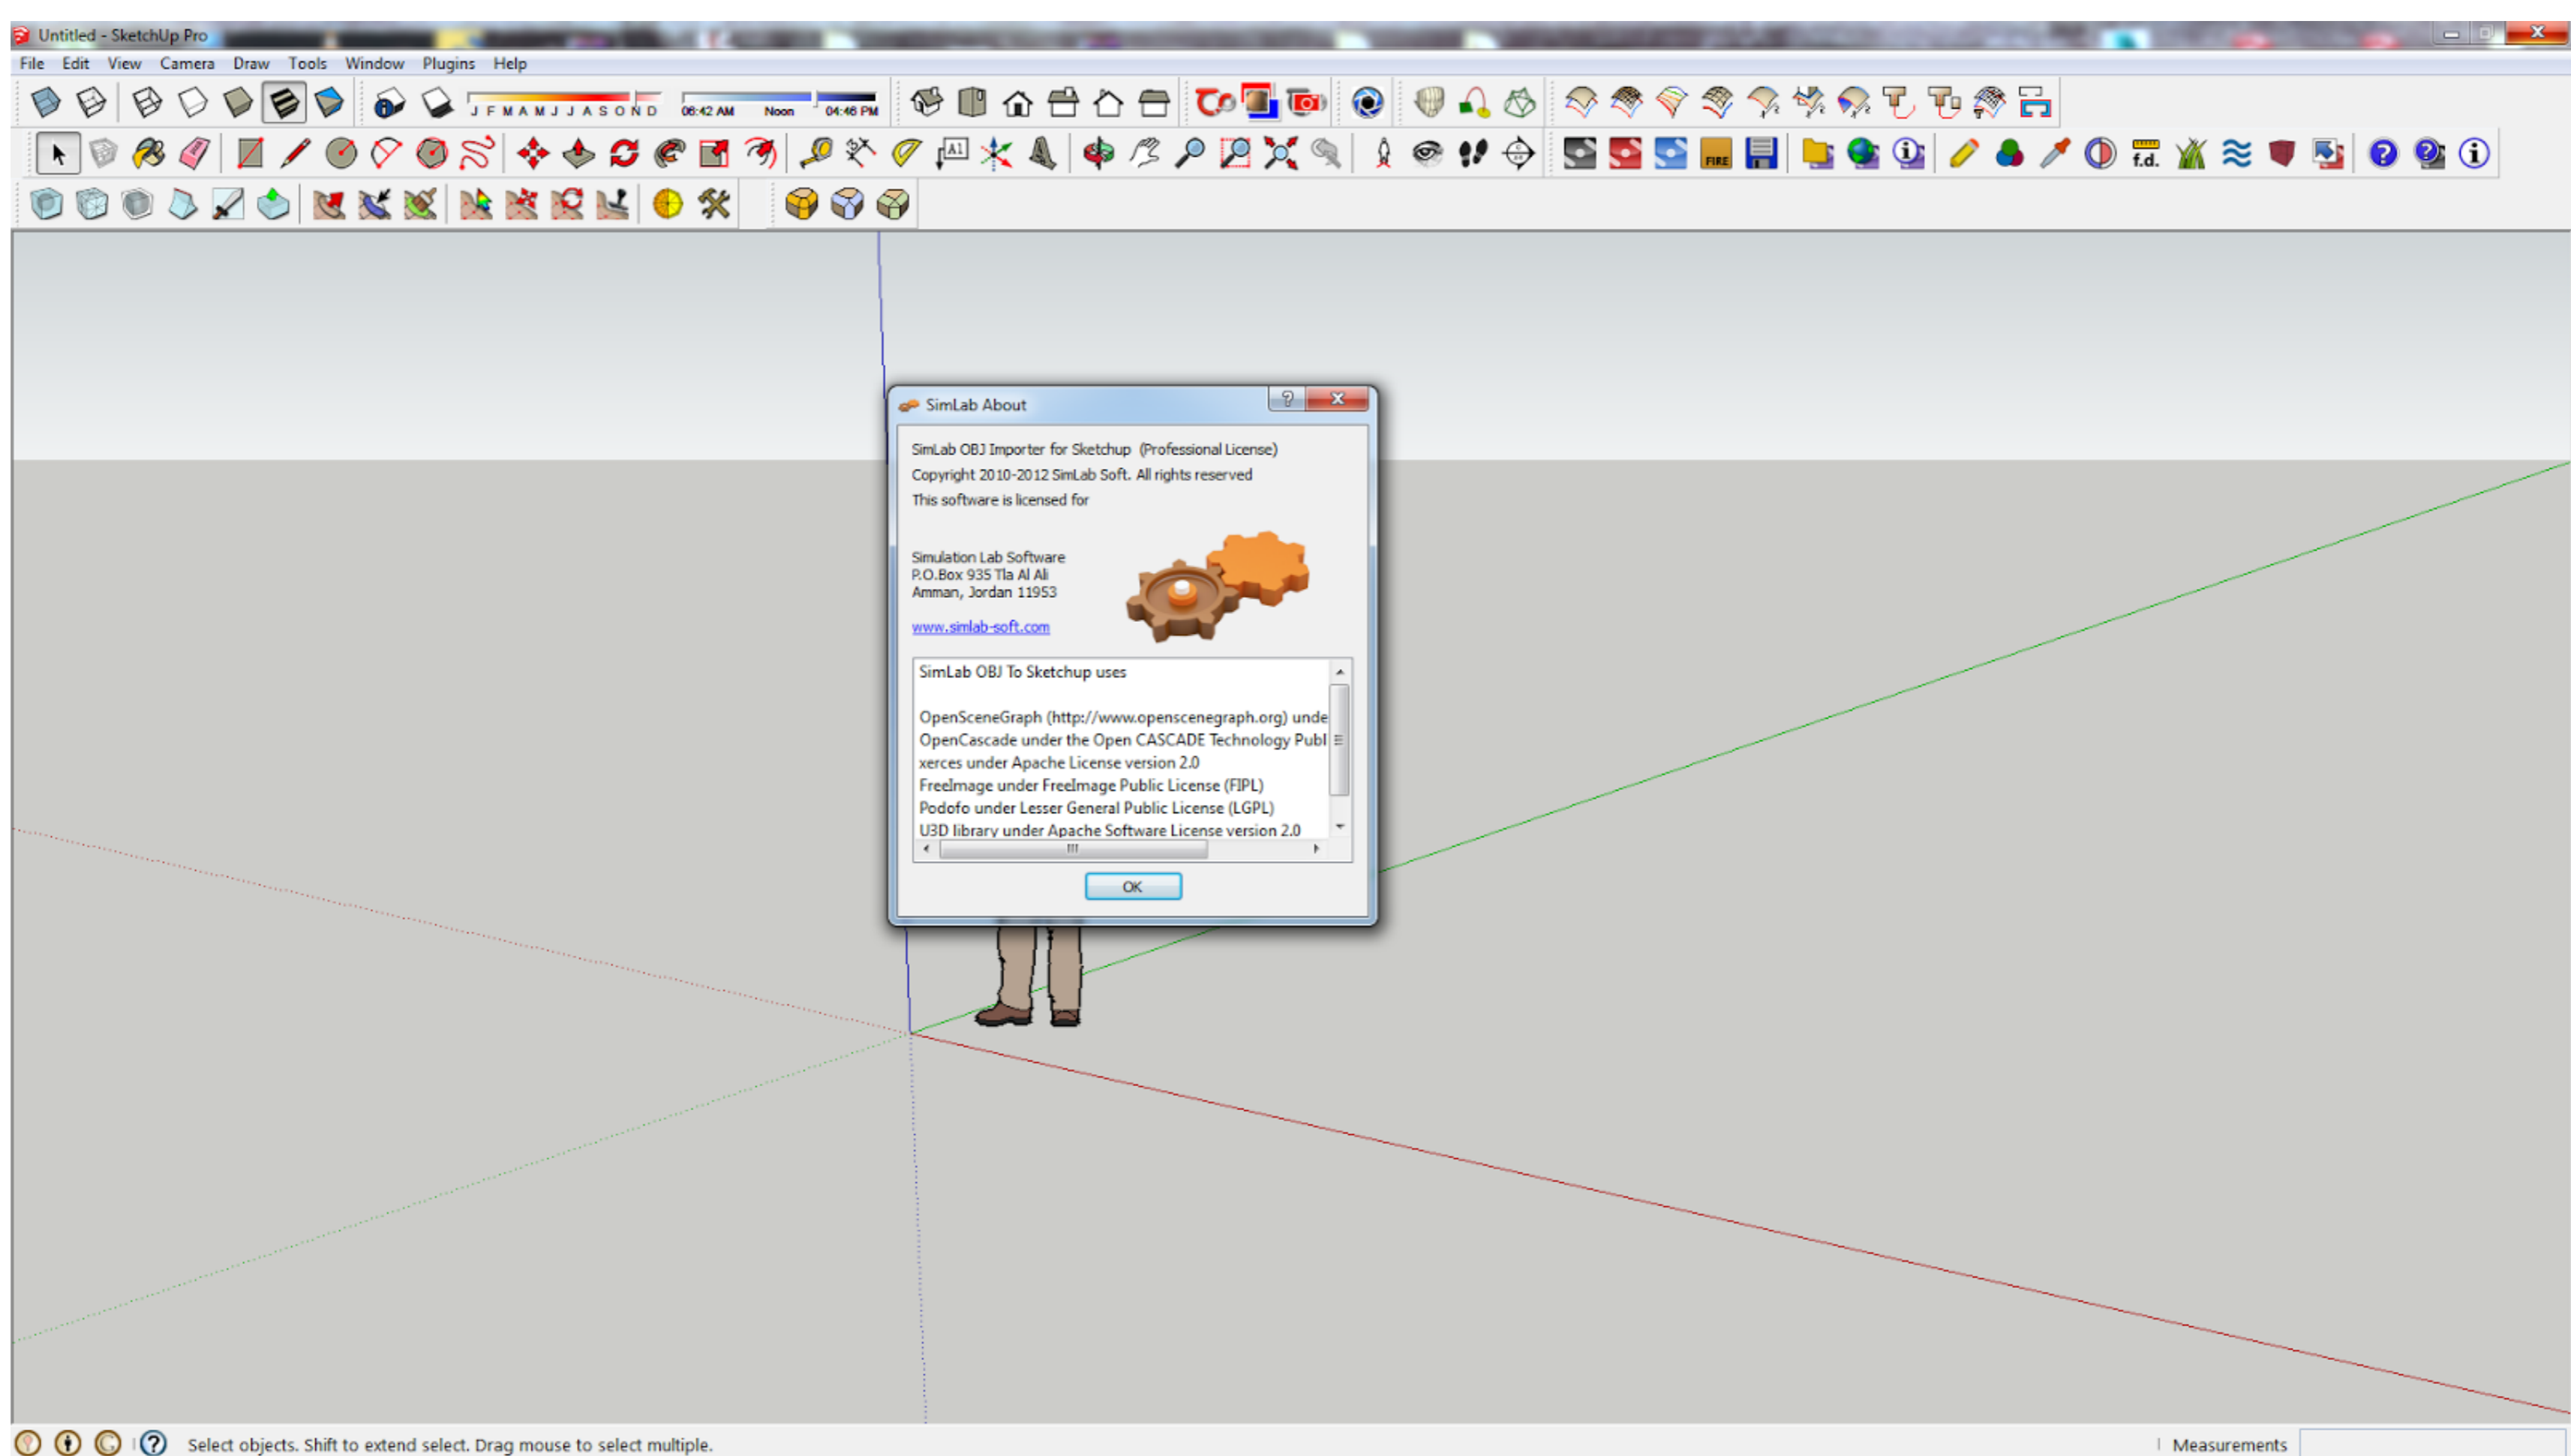 Untitled - SketchUp Pro
File Edit View Camera Draw Tools Window Plugins Help
J F M A M J J A S O N D 06:42 AM Noon 04:46 PM
A1 FIRE f.d.
SimLab About
SimLab OBJ Importer for Sketchup (Professional License)
Copyright 2010-2012 SimLab Soft. All rights reserved
This software is licensed for
Simulation Lab Software
P.O.Box 935 Tla Al Ali
Amman, Jordan 11953
www.simlab-soft.com
SimLab OBJ To Sketchup uses
OpenSceneGraph (http://www.openscenegraph.org) unde
OpenCascade under the Open CASCADE Technology Publ
xerces under Apache License version 2.0
FreeImage under FreeImage Public License (FIPL)
Podofo under Lesser General Public License (LGPL)
U3D library under Apache Software License version 2.0
OK
Select objects. Shift to extend select. Drag mouse to select multiple.
Measurements